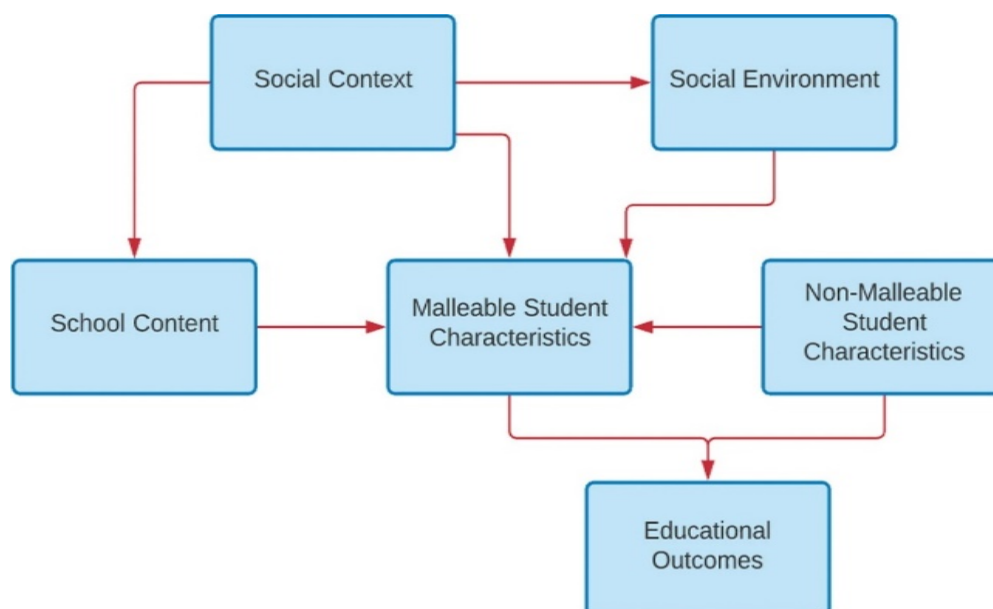 Social Context
Social Environment
School Content
Malleable Student
Characteristics
Non-Malleable
Student
Characteristics
Educational
Outcomes